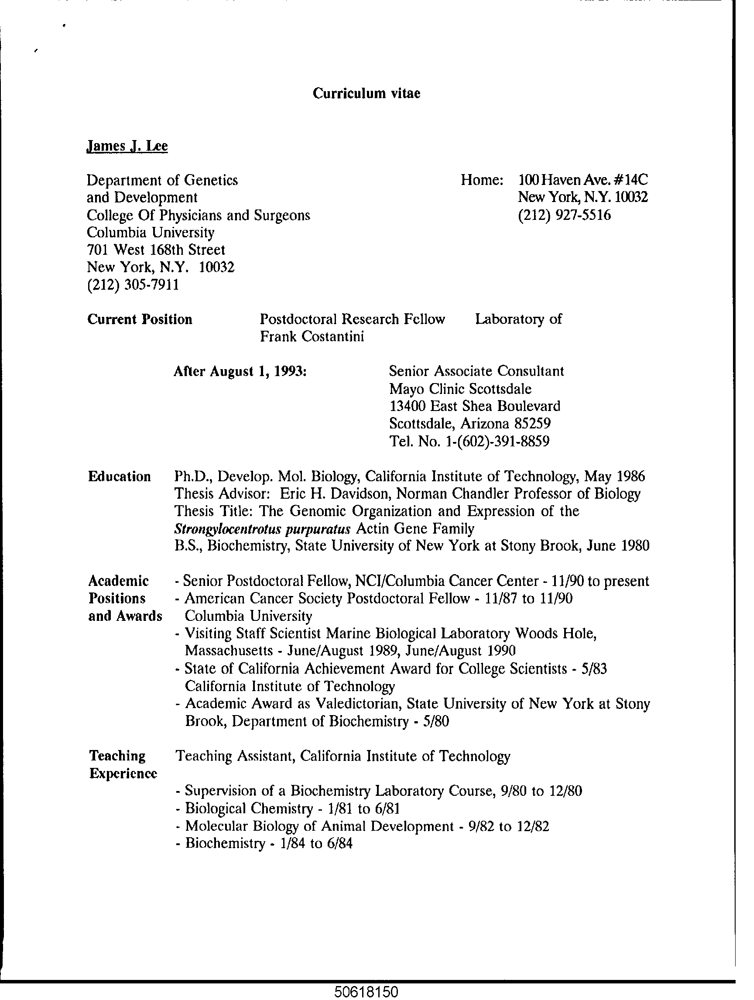 Curriculum vitae
James J. Lee
Department of Genetics
and Development
College Of Physicians and Surgeons
Columbia University
701 West 168th Street
New York, N.Y. 10032
(212) 305-7911
Home: 100 Haven Ave. #14C
New York, N.Y. 10032
(212) 927-5516
Current Position Postdoctoral Research Fellow Laboratory of
Frank Costantini
After August 1, 1993: Senior Associate Consultant
Mayo Clinic Scottsdale
13400 East Shea Boulevard
Scottsdale, Arizona 85259
Tel. No. 1-(602)-391-8859
Education Ph.D., Develop. Mol. Biology, California Institute of Technology, May 1986
Thesis Advisor: Eric H. Davidson, Norman Chandler Professor of Biology
Thesis Title: The Genomic Organization and Expression of the
Strongylocentrotus purpuratus Actin Gene Family
B.S., Biochemistry, State University of New York at Stony Brook, June 1980
Academic - Senior Postdoctoral Fellow, NCI/Columbia Cancer Center - 11/90 to present
Positions - American Cancer Society Postdoctoral Fellow - 11/87 to 11/90
and Awards Columbia University
- Visiting Staff Scientist Marine Biological Laboratory Woods Hole,
Massachusetts - June/August 1989, June/August 1990
- State of California Achievement Award for College Scientists - 5/83
California Institute of Technology
- Academic Award as Valedictorian, State University of New York at Stony
Brook, Department of Biochemistry - 5/80
Teaching Teaching Assistant, California Institute of Technology
Experience
- Supervision of a Biochemistry Laboratory Course, 9/80 to 12/80
- Biological Chemistry - 1/81 to 6/81
- Molecular Biology of Animal Development - 9/82 to 12/82
- Biochemistry - 1/84 to 6/84
50618150